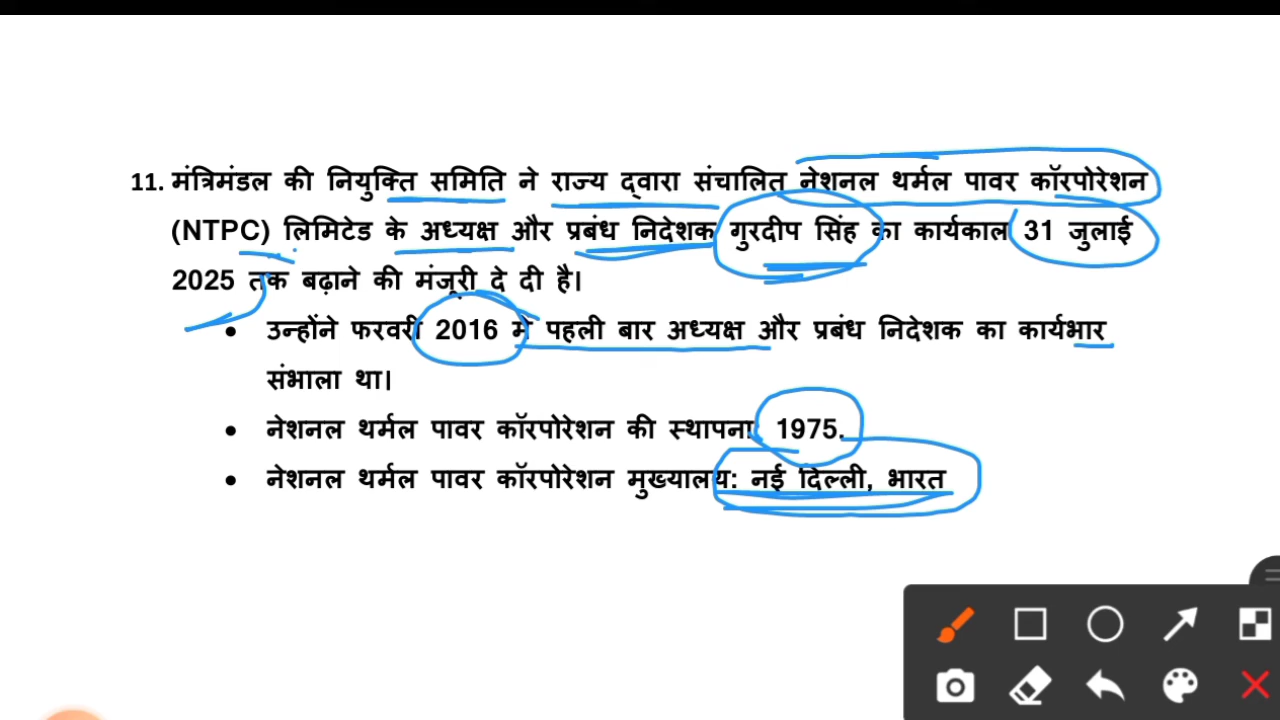 11. मंत्रिमंडल की नियुक्ति समिति ने राज्य द्वारा संचालित नेशनल थर्मल पावर कॉरपोरेशन
(NTPC) लिमिटेड के अध्यक्ष और प्रबंध निदेशक गुरदीप सिंह का कार्यकाल 31 जुलाई
2025 तक बढ़ाने की मंजूरी दे दी है।
• उन्होंने फरवरी 2016 में पहली बार अध्यक्ष और प्रबंध निदेशक का कार्यभार
संभाला था।
• नेशनल थर्मल पावर कॉरपोरेशन की स्थापना 1975.
• नेशनल थर्मल पावर कॉरपोरेशन मुख्यालय: नई दिल्ली, भारत